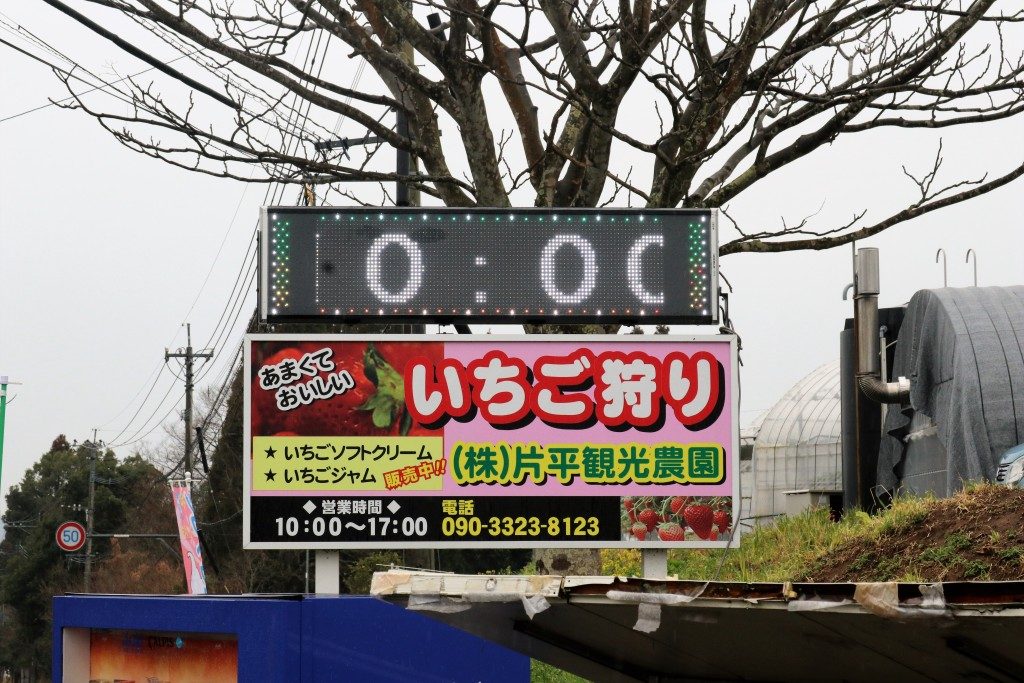 0:00
あまくて
おいしい
いちご狩り
★ いちごソフトクリーム
★ いちごジャム 販売中!!
(株)片平観光農園
◆ 営業時間 ◆
10:00～17:00
電話
090-3323-8123
50
CALPIS